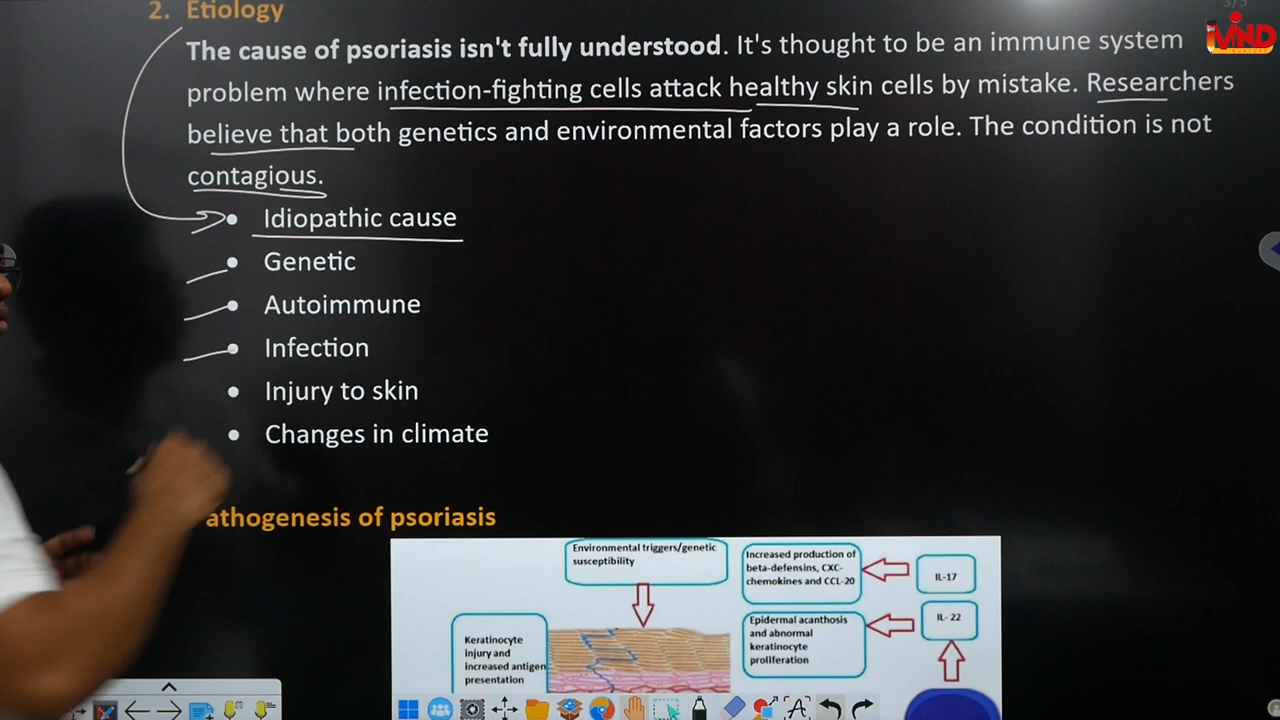 3/5
2. Etiology
The cause of psoriasis isn't fully understood. It's thought to be an immune system
problem where infection-fighting cells attack healthy skin cells by mistake. Researchers
believe that both genetics and environmental factors play a role. The condition is not
contagious.
• Idiopathic cause
• Genetic
• Autoimmune
• Infection
• Injury to skin
• Changes in climate
athogenesis of psoriasis
Environmental triggers/genetic
susceptibility
Increased production of
beta-defensins, CXC-
chemokines and CCL-20
IL-17
Epidermal acanthosis
and abnormal
keratinocyte
proliferation
IL- 22
Keratinocyte
injury and
increased antigen
presentation